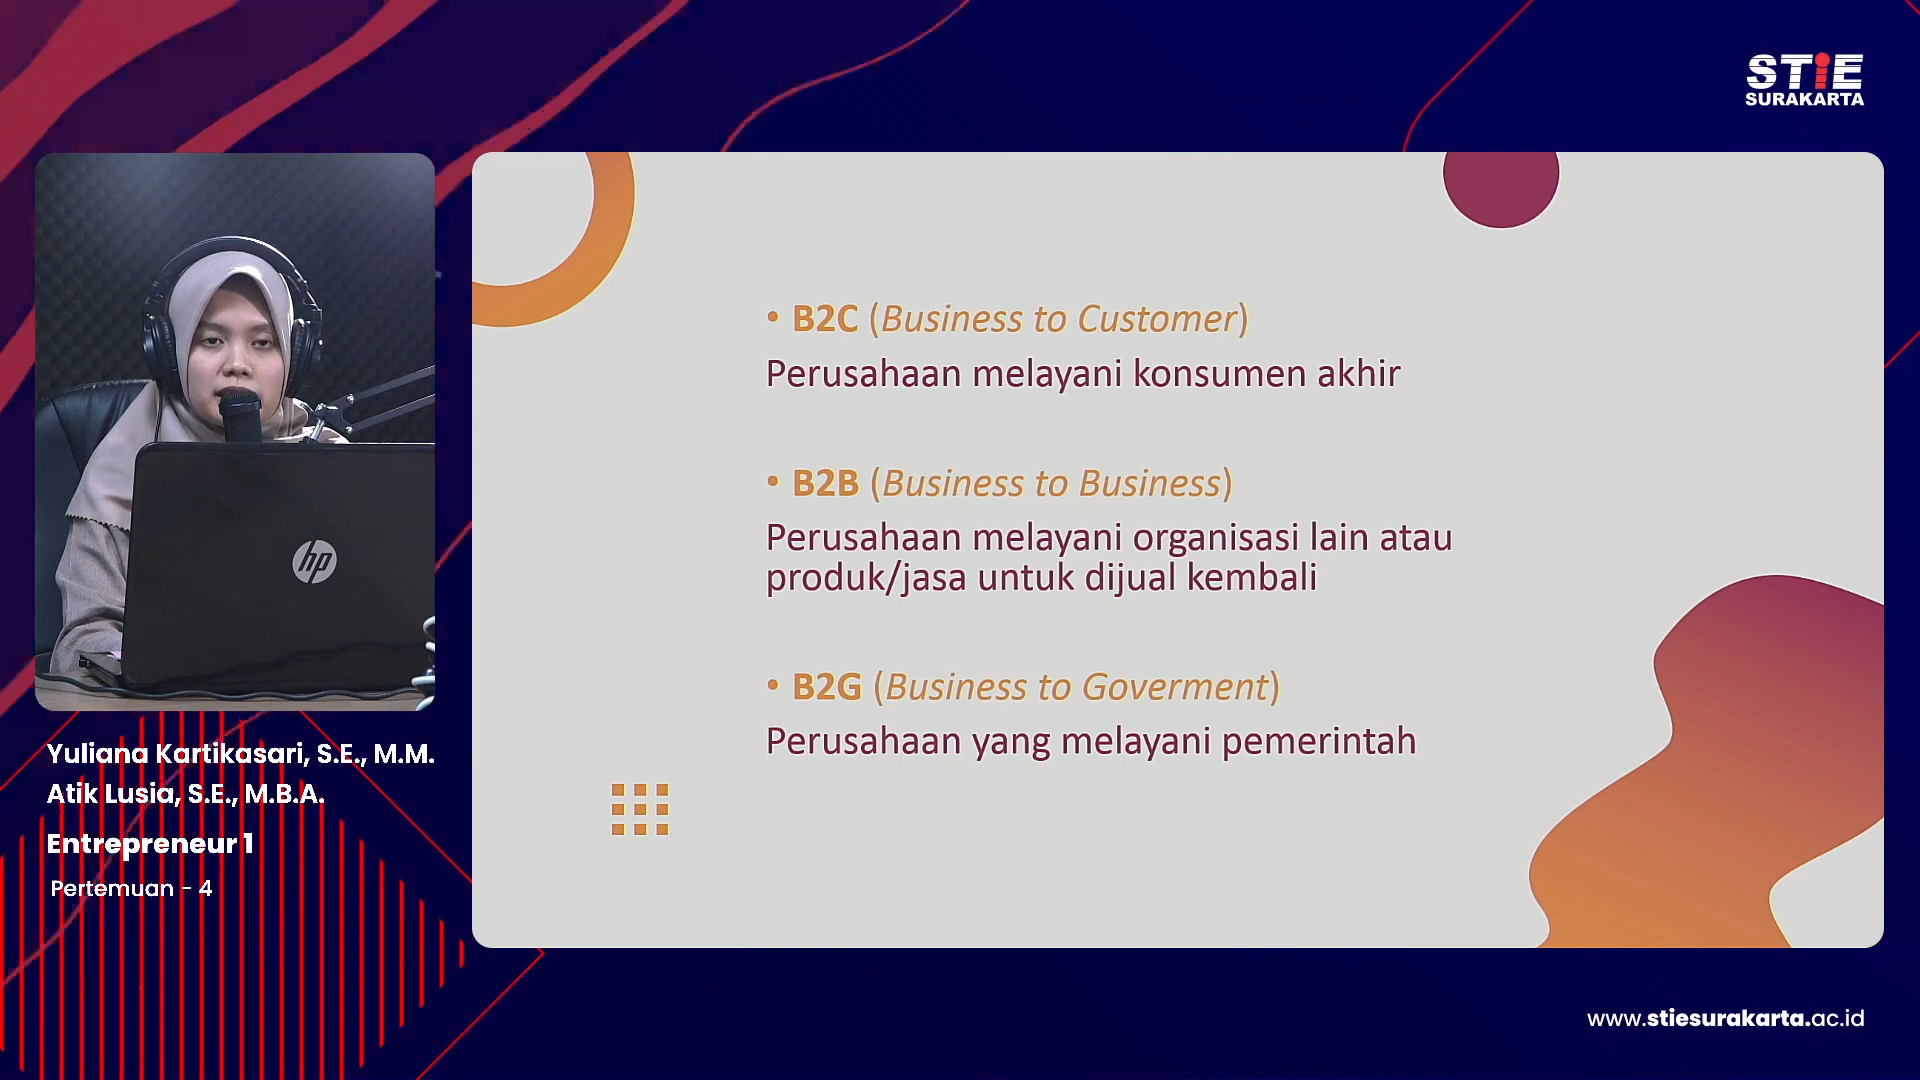 STiE
SURAKARTA
• B2C (Business to Customer)
Perusahaan melayani konsumen akhir
• B2B (Business to Business)
Perusahaan melayani organisasi lain atau
produk/jasa untuk dijual kembali
• B2G (Business to Goverment)
Perusahaan yang melayani pemerintah
hp
Yuliana Kartikasari, S.E., M.M.
Atik Lusia, S.E., M.B.A.
Entrepreneur 1
Pertemuan - 4
www.stiesurakarta.ac.id